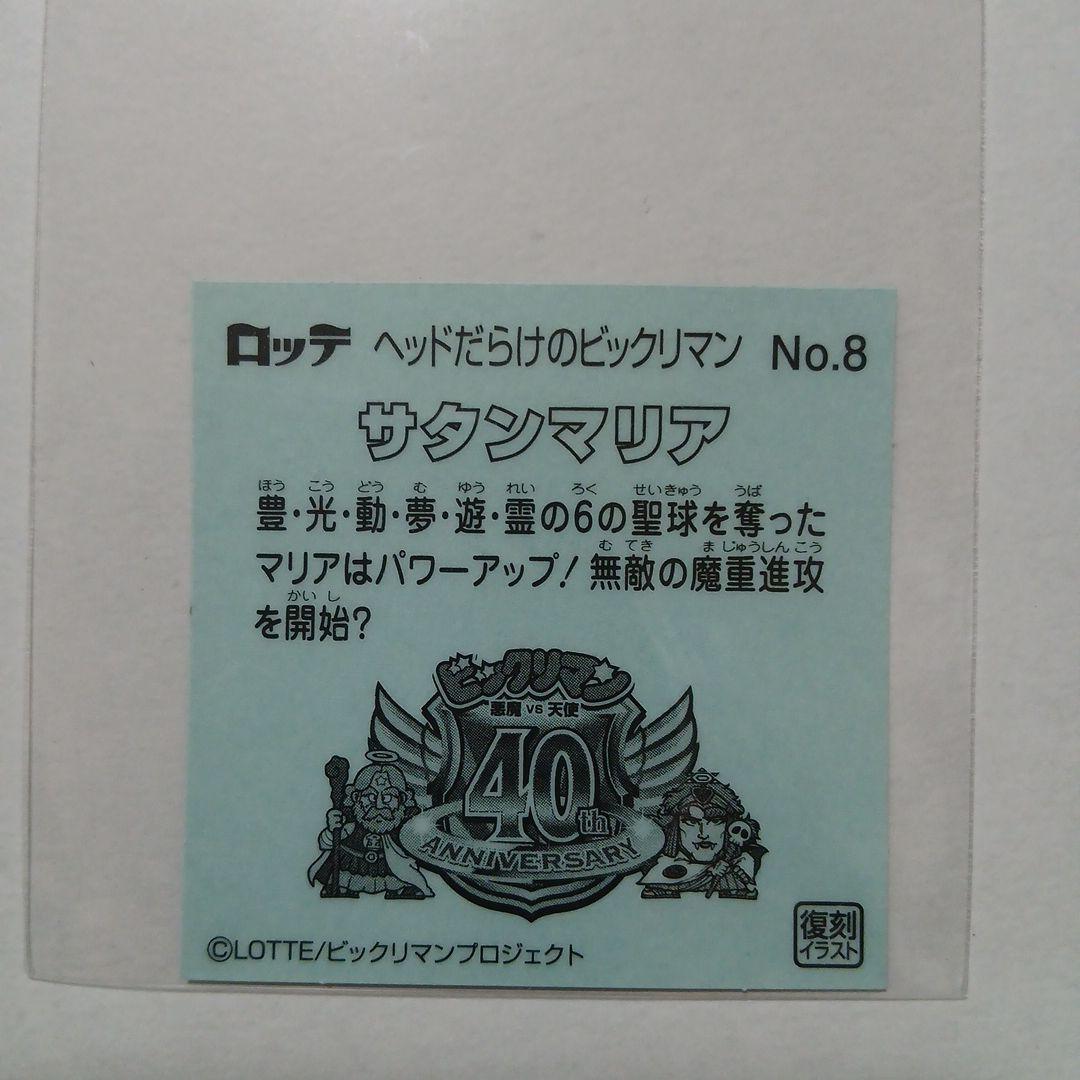 ロッテ ヘッドだらけのビックリマン No.8
サタンマリア
ほう こう どう む ゆう れい ろく せいきゅう うば
豊・光・動・夢・遊・霊の6の聖球を奪った
む てき ま じゅうしんこう
マリアはパワーアップ! 無敵の魔重進攻
かい し
を開始?
ビックリマン
悪魔 VS 天使
40th
ANNIVERSARY
金
©LOTTE/ビックリマンプロジェクト
復刻
イラスト